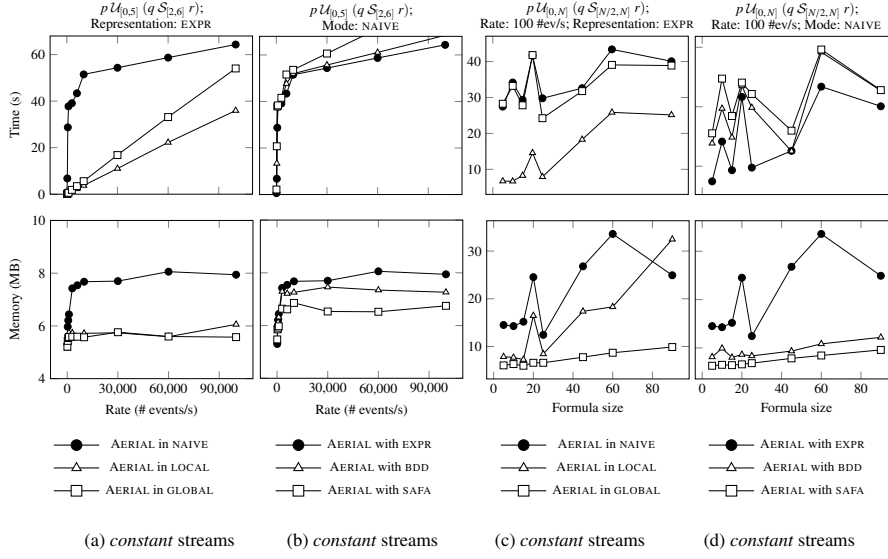 p U[0,5] (q S[2,6] r);
Representation: EXPR
p U[0,5] (q S[2,6] r);
Mode: NAIVE
p U[0,N] (q S[N/2,N] r);
Rate: 100 #ev/s; Representation: EXPR
p U[0,N] (q S[N/2,N] r);
Rate: 100 #ev/s; Mode: NAIVE
Time (s)
60
40
20
0
40
30
20
10
Memory (MB)
10
8
6
4
30
20
10
0 30,000 60,000 90,000
0 30,000 60,000 90,000
0 20 40 60 80
0 20 40 60 80
Rate (# events/s)
Rate (# events/s)
Formula size
Formula size
AERIAL in NAIVE
AERIAL in LOCAL
AERIAL in GLOBAL
AERIAL with EXPR
AERIAL with BDD
AERIAL with SAFA
AERIAL in NAIVE
AERIAL in LOCAL
AERIAL in GLOBAL
AERIAL with EXPR
AERIAL with BDD
AERIAL with SAFA
(a) constant streams
(b) constant streams
(c) constant streams
(d) constant streams